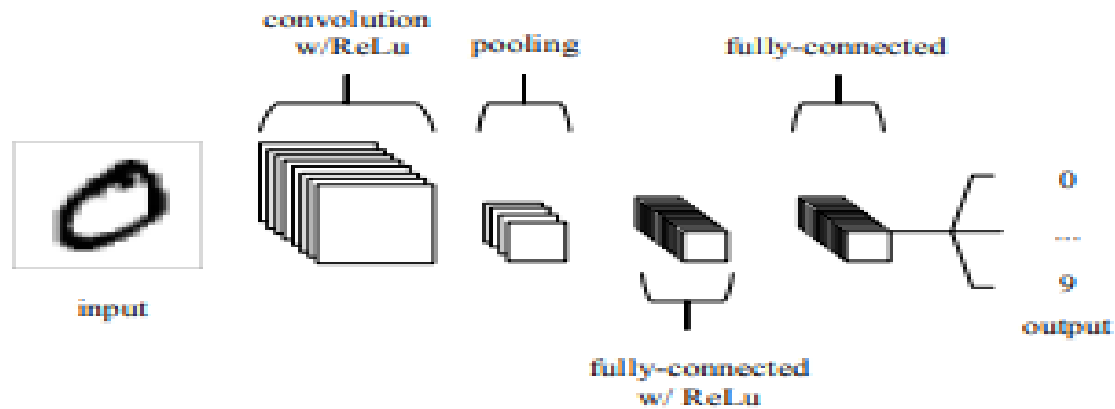 convolution
w/ReLu
pooling
fully-connected
input
fully-connected
w/ ReLu
0
...
9
output